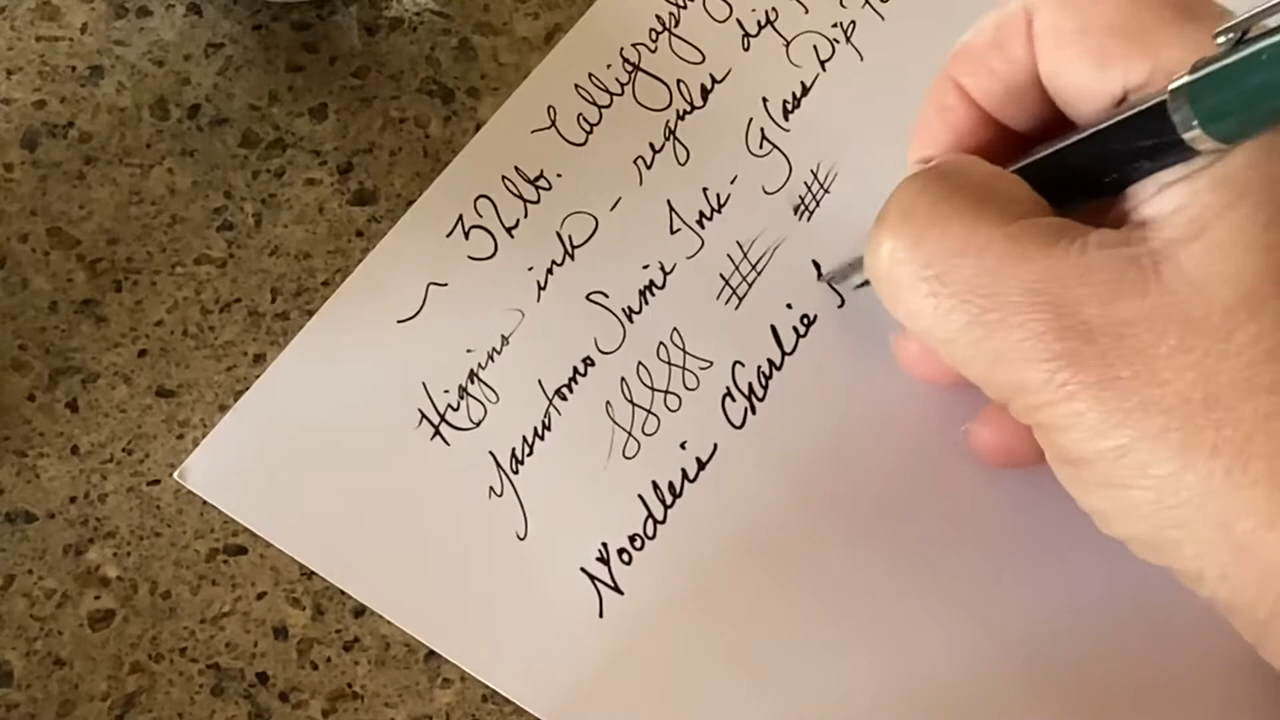 ~ 32lb. Calligraphy
Higgins ink - regular dip
Yasutomo Sumi Ink - Glass Dip
Noodler's Charlie